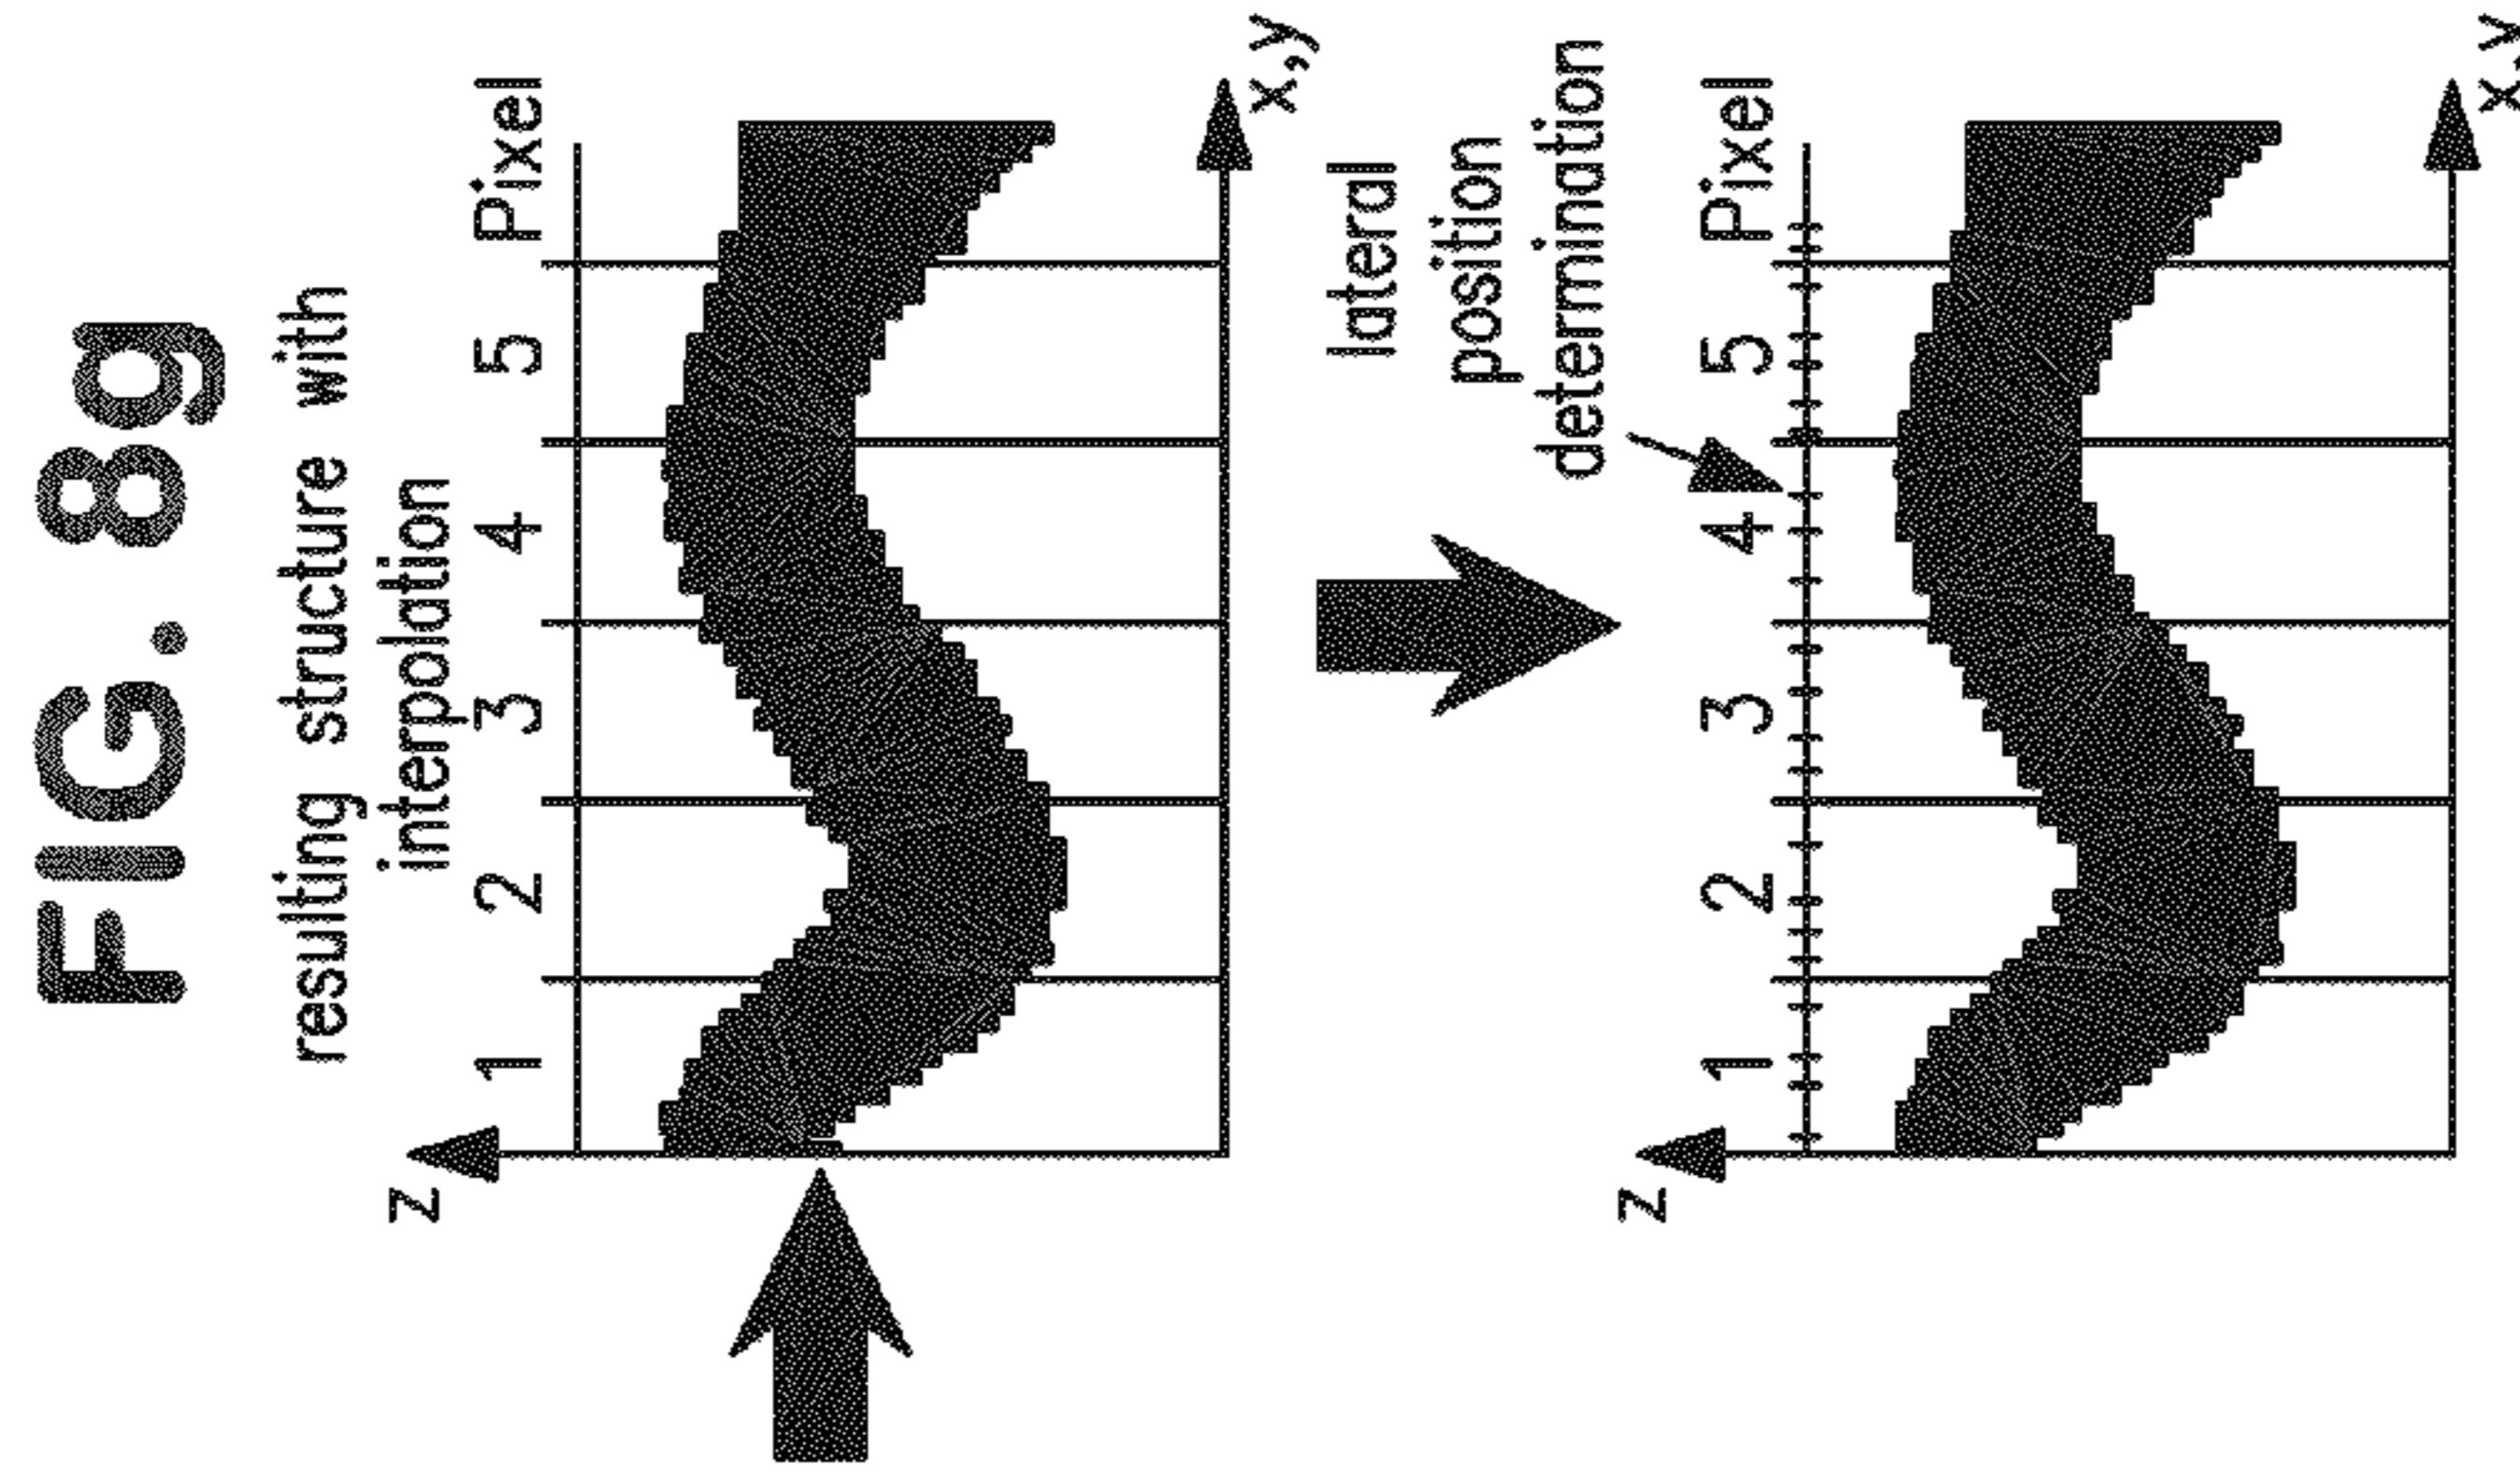 FIG. 8g
resulting structure with
interpolation
z
1 2 3 4 5 Pixel
x,y
lateral
position
determination
z
1 2 3 4 5 Pixel
x,y